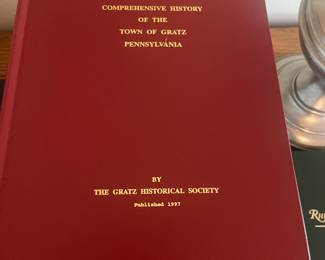 COMPREHENSIVE HISTORY
OF THE
TOWN OF GRATZ
PENNSYLVANIA
BY
THE GRATZ HISTORICAL SOCIETY
Published 1997